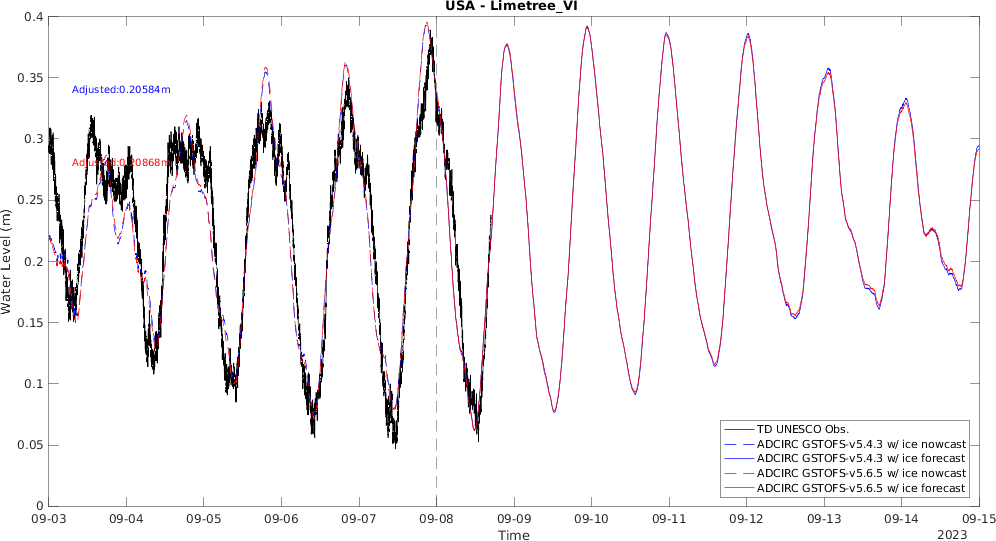 USA - Limetree_VI
0.4
0.35
0.3
0.25
0.2
0.15
0.1
0.05
0
Water Level (m)
Adjusted:0.20584m
Adjusted:0.20868m
TD UNESCO Obs.
ADCIRC GSTOFS-v5.4.3 w/ ice nowcast
ADCIRC GSTOFS-v5.4.3 w/ ice forecast
ADCIRC GSTOFS-v5.6.5 w/ ice nowcast
ADCIRC GSTOFS-v5.6.5 w/ ice forecast
09-03 09-04 09-05 09-06 09-07 09-08 09-09 09-10 09-11 09-12 09-13 09-14 09-15
Time
2023